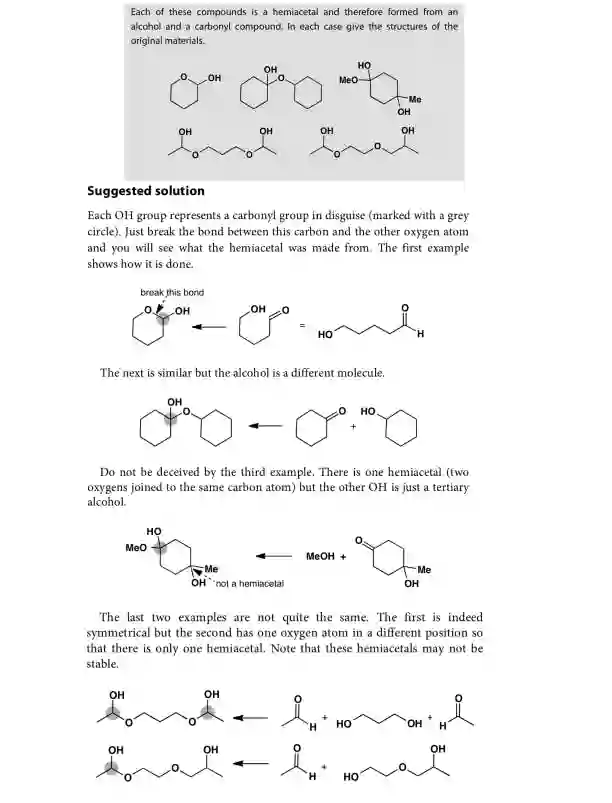 Each of these compounds is a hemiacetal and therefore formed from an
alcohol and a carbonyl compound. In each case give the structures of the
original materials.
O OH
OH O
HO MeO Me OH
OH O O OH
OH O O OH
Suggested solution
Each OH group represents a carbonyl group in disguise (marked with a grey
circle). Just break the bond between this carbon and the other oxygen atom
and you will see what the hemiacetal was made from. The first example
shows how it is done.
break this bond
O OH OH O = HO O H
The next is similar but the alcohol is a different molecule.
OH O O + HO
Do not be deceived by the third example. There is one hemiacetal (two
oxygens joined to the same carbon atom) but the other OH is just a tertiary
alcohol.
HO MeO Me OH not a hemiacetal MeOH + O Me OH
The last two examples are not quite the same. The first is indeed
symmetrical but the second has one oxygen atom in a different position so
that there is only one hemiacetal. Note that these hemiacetals may not be
stable.
OH O O OH O H + HO OH + O H
OH O O OH O H + HO O OH